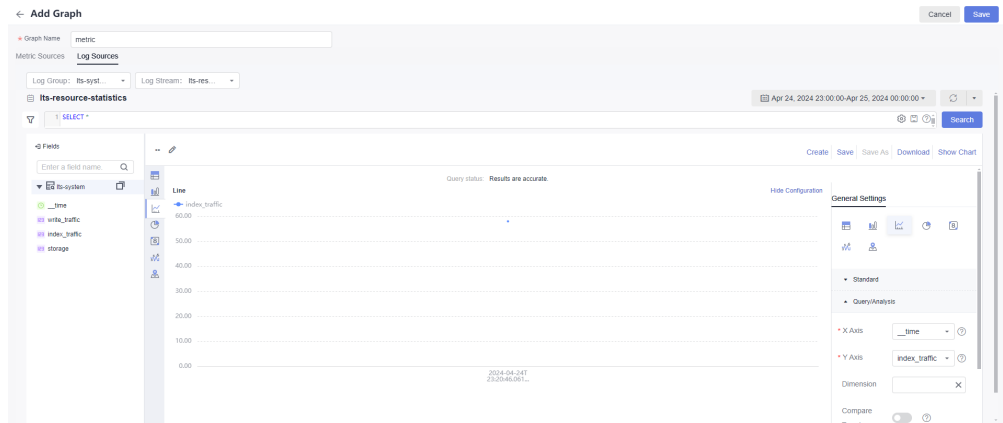 ← Add Graph
Cancel
Save
* Graph Name
metric
Metric Sources
Log Sources
Log Group: lts-syst...
Log Stream: lts-res...
lts-resource-statistics
Apr 24, 2024 23:00:00-Apr 25, 2024 00:00:00
1 SELECT *
Search
Fields
Create
Save
Save As
Download
Show Chart
Enter a field name.
lts-system
__time
write_traffic
index_traffic
storage
Query status: Results are accurate.
Line
Hide Configuration
index_traffic
60.00
50.00
40.00
30.00
20.00
10.00
0.00
2024-04-24T
23:20:46.061...
General Settings
Standard
Query/Analysis
* X Axis
__time
* Y Axis
index_traffic
Dimension
Compare